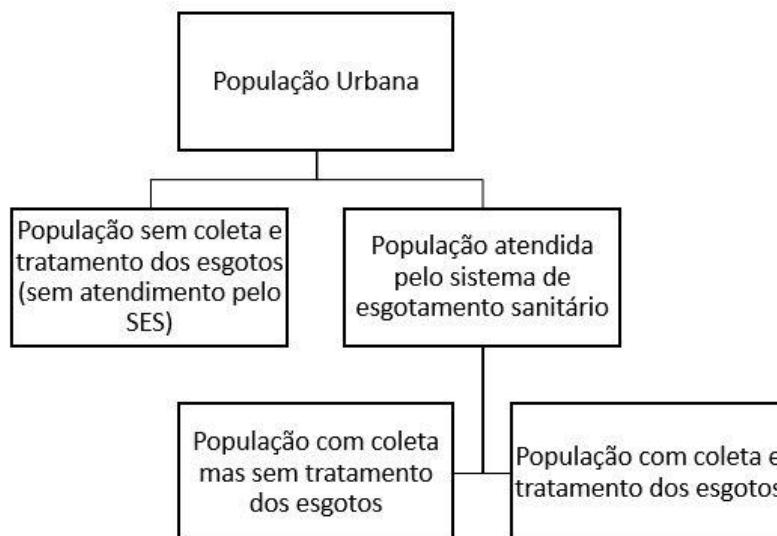 População Urbana
População sem coleta e
tratamento dos esgotos
(sem atendimento pelo
SES)
População atendida
pelo sistema de
esgotamento sanitário
População com coleta
mas sem tratamento
dos esgotos
População com coleta e
tratamento dos esgotos